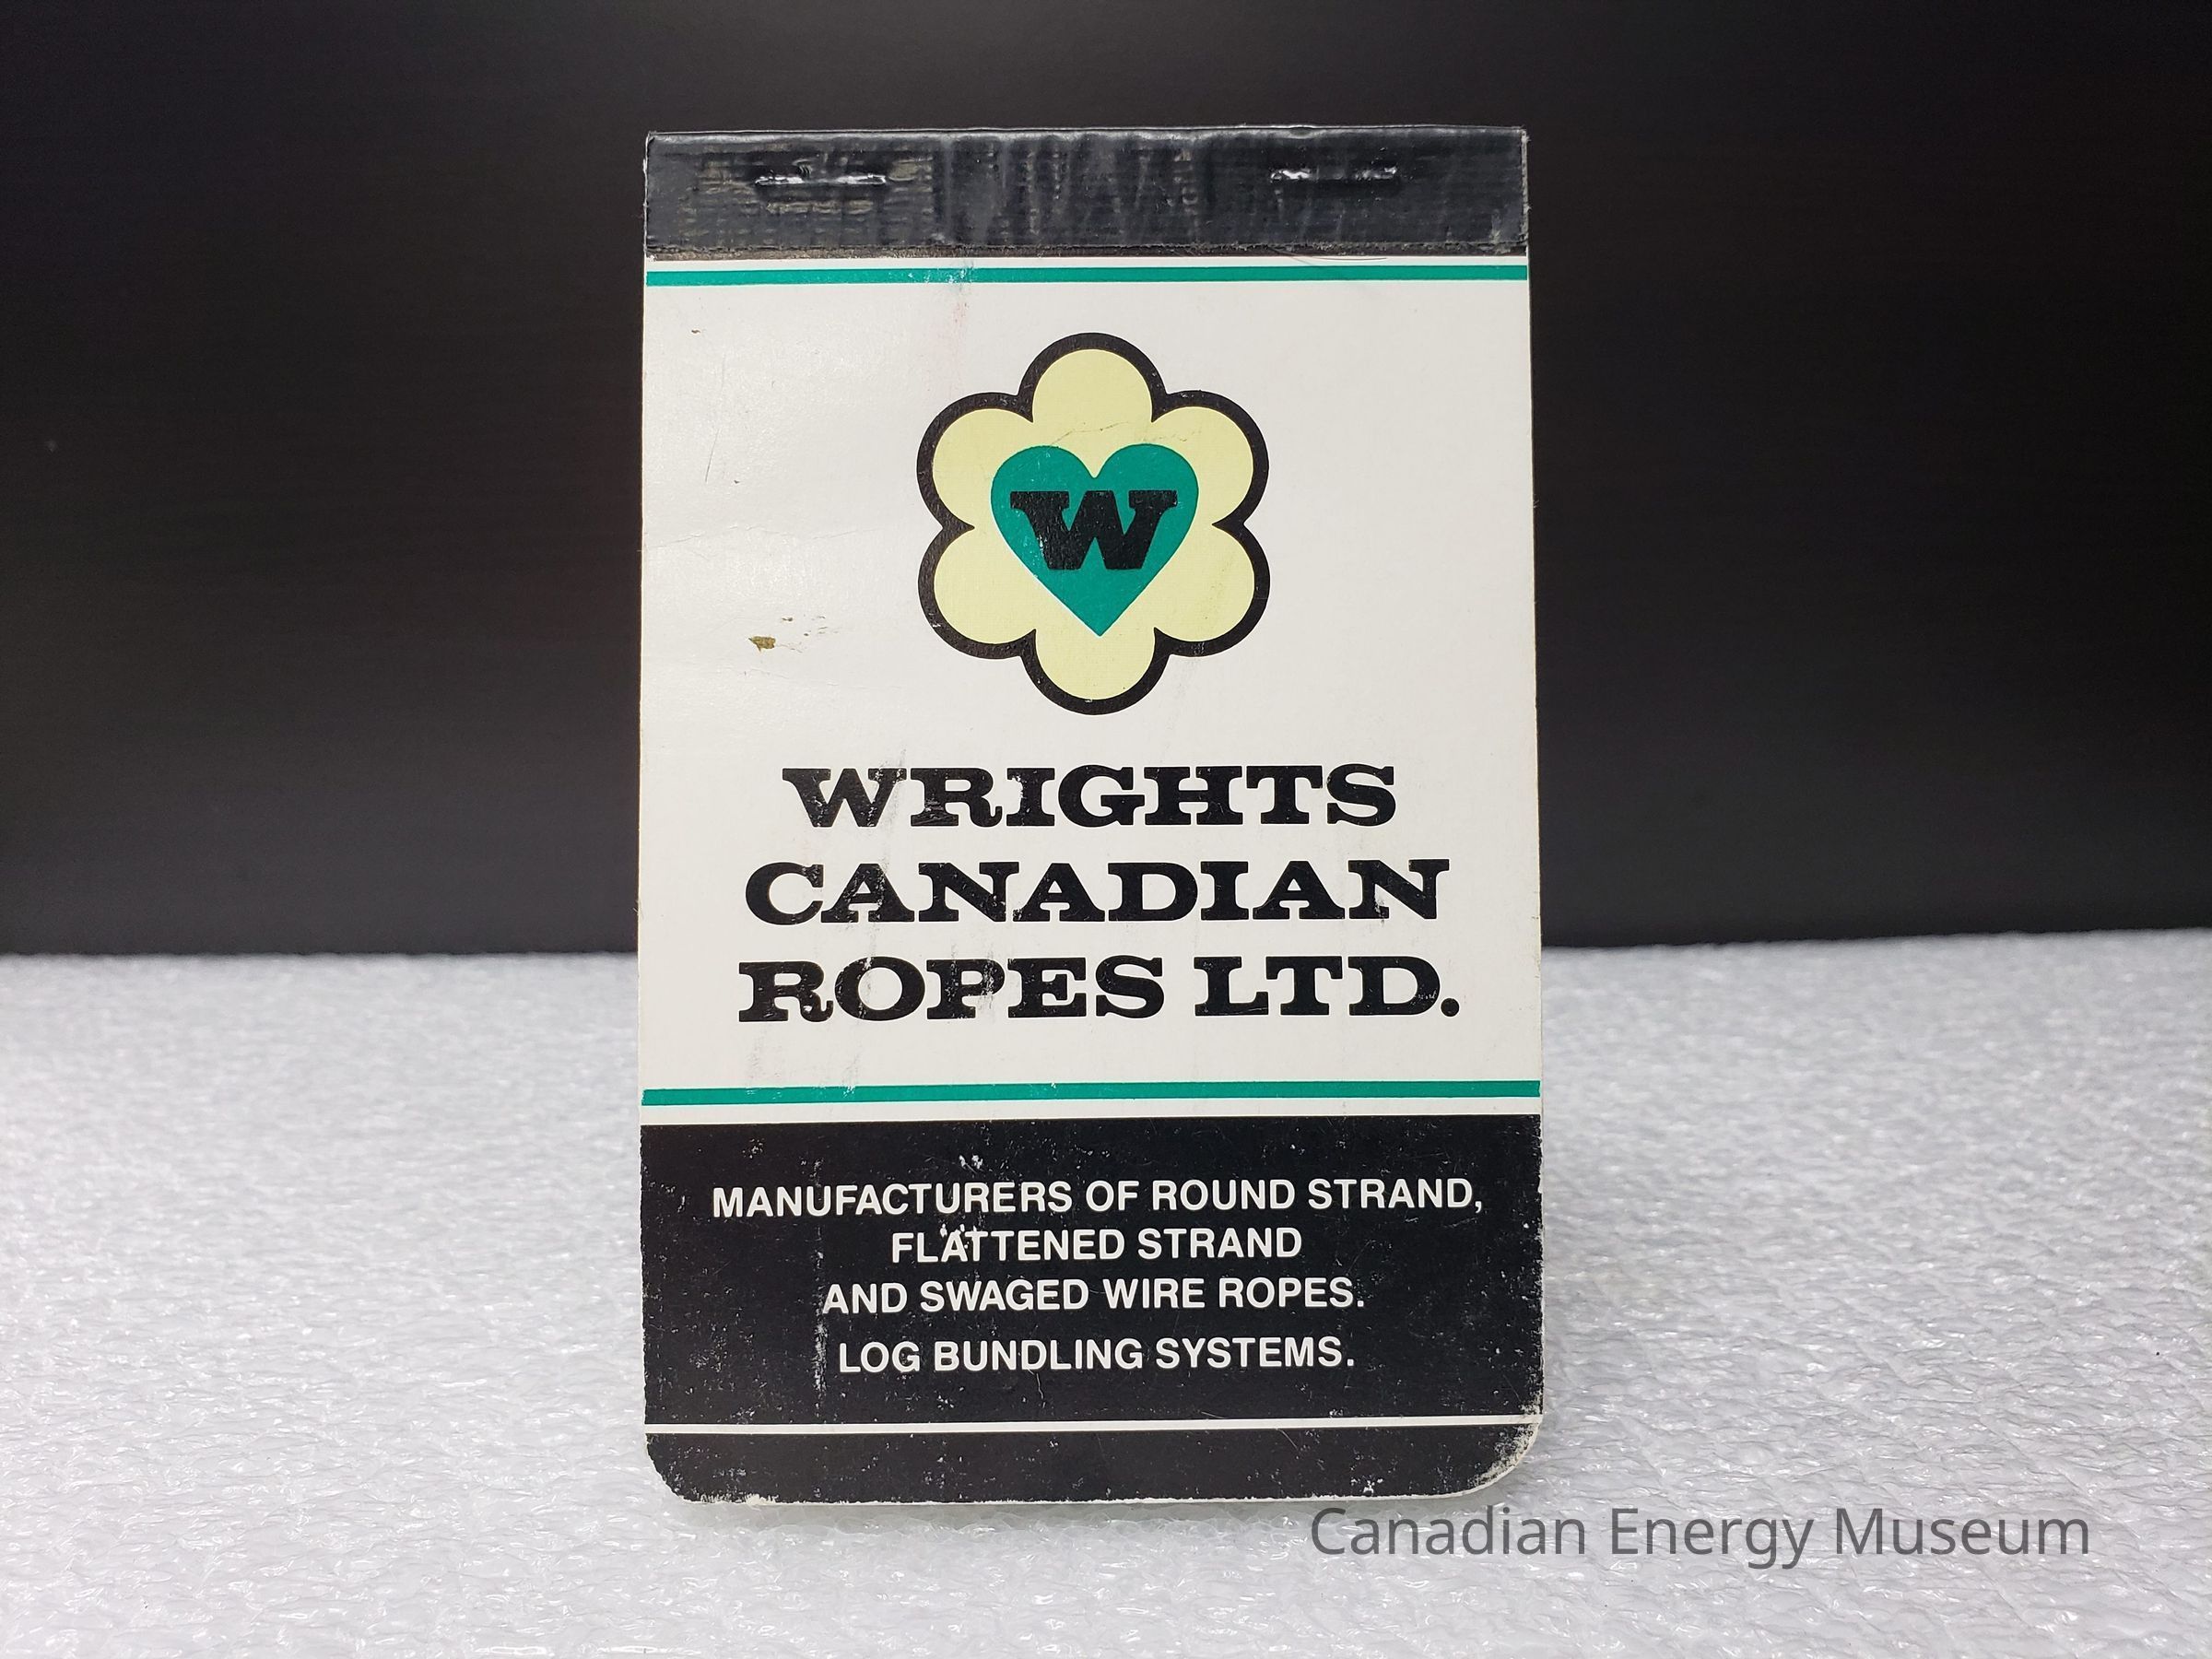 W
WRIGHTS
CANADIAN
ROPES LTD.
MANUFACTURERS OF ROUND STRAND,
FLATTENED STRAND
AND SWAGED WIRE ROPES.
LOG BUNDLING SYSTEMS.
Canadian Energy Museum